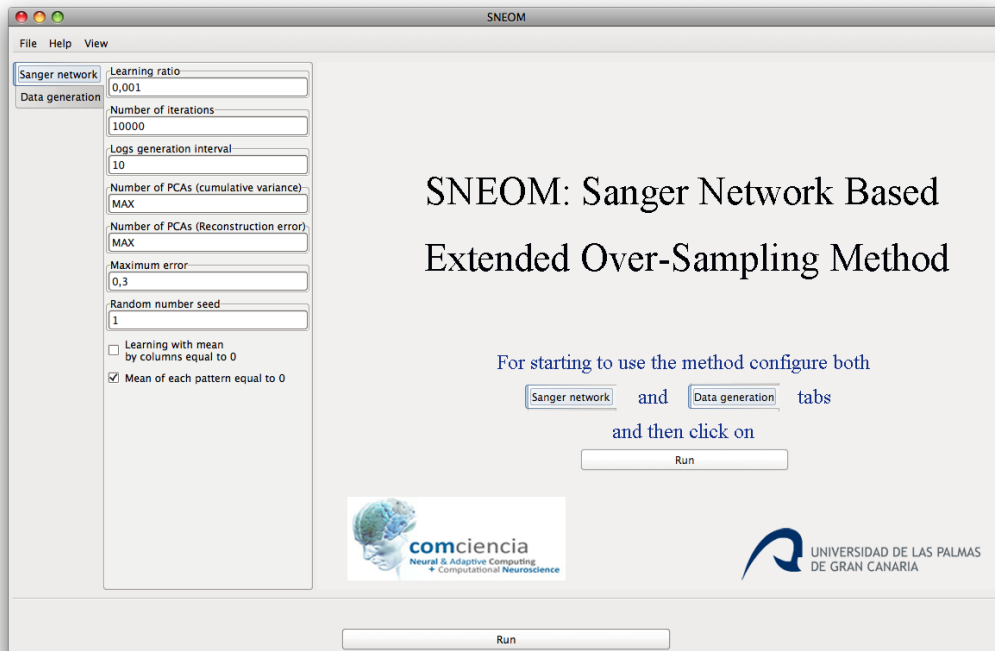 SNEOM
File Help View
Sanger network
Data generation
Learning ratio
0,001
Number of iterations
10000
Logs generation interval
10
Number of PCAs (cumulative variance)
MAX
Number of PCAs (Reconstruction error)
MAX
Maximum error
0,3
Random number seed
1
Learning with mean
by columns equal to 0
Mean of each pattern equal to 0
SNEOM: Sanger Network Based
Extended Over-Sampling Method
For starting to use the method configure both
Sanger network and Data generation tabs
and then click on
Run
comciencia
Neural & Adaptive Computing
+ Computational Neuroscience
UNIVERSIDAD DE LAS PALMAS
DE GRAN CANARIA
Run